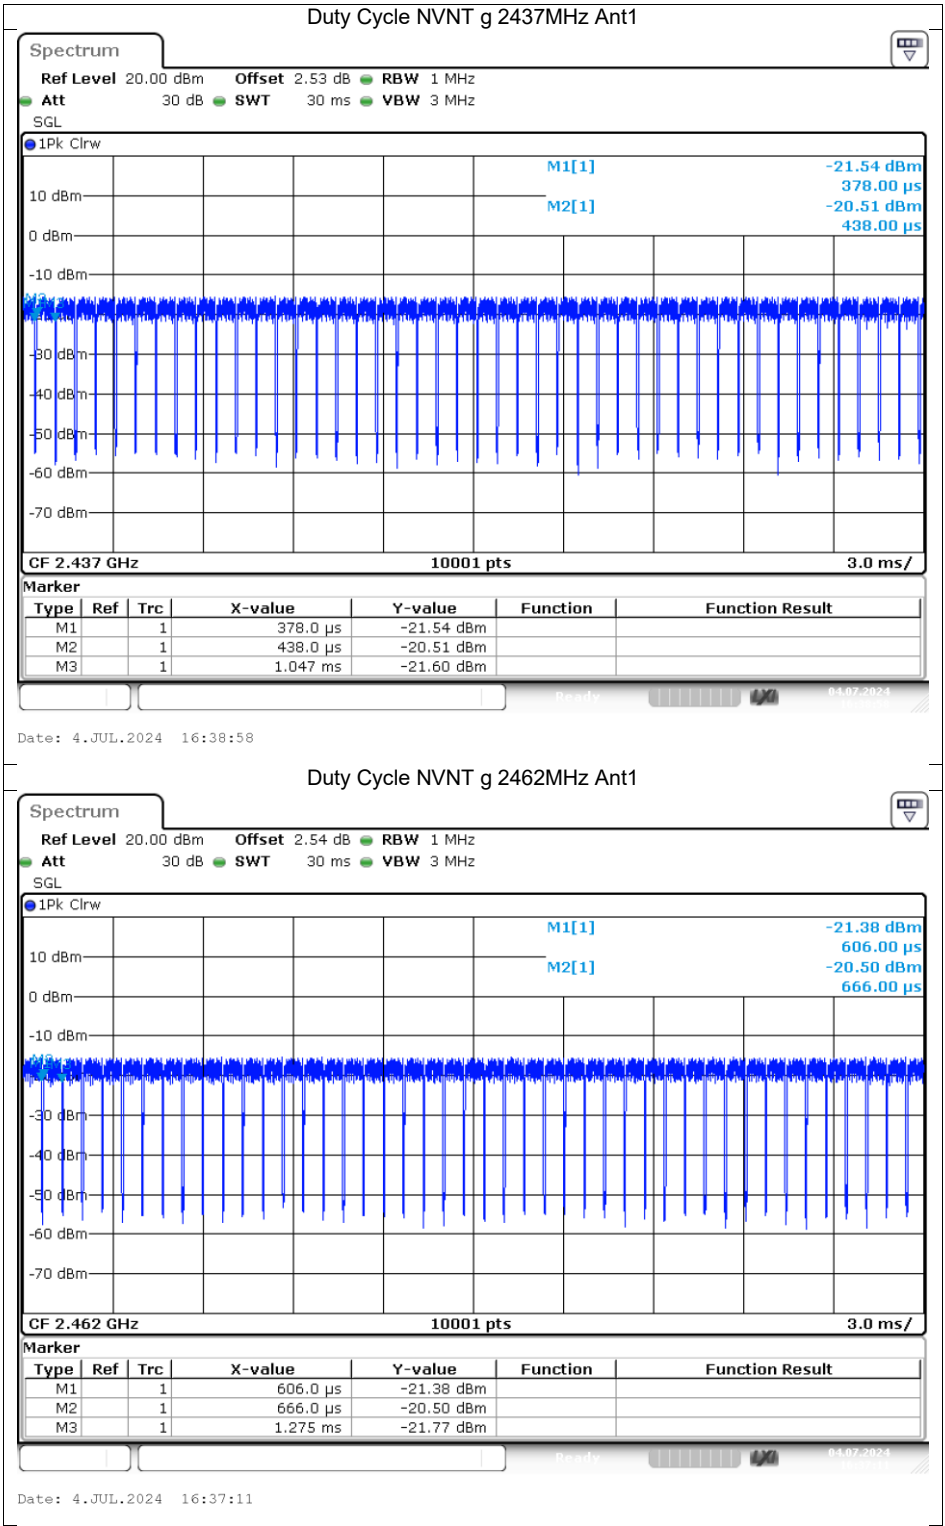 Duty Cycle NVNT g 2437MHz Ant1
Spectrum
Ref Level 20.00 dBm Offset 2.53 dB RBW 1 MHz
Att 30 dB SWT 30 ms VBW 3 MHz
SGL
1Pk Clrw
M1[1] -21.54 dBm
378.00 µs
M2[1] -20.51 dBm
438.00 µs
10 dBm
0 dBm
-10 dBm
-30 dBm
-40 dBm
-50 dBm
-60 dBm
-70 dBm
CF 2.437 GHz 10001 pts 3.0 ms/
Marker
Type Ref Trc X-value Y-value Function Function Result
M1 1 378.0 µs -21.54 dBm
M2 1 438.0 µs -20.51 dBm
M3 1 1.047 ms -21.60 dBm
Ready 04.07.2024
Date: 4.JUL.2024 16:38:58
Duty Cycle NVNT g 2462MHz Ant1
Spectrum
Ref Level 20.00 dBm Offset 2.54 dB RBW 1 MHz
Att 30 dB SWT 30 ms VBW 3 MHz
SGL
1Pk Clrw
M1[1] -21.38 dBm
606.00 µs
M2[1] -20.50 dBm
666.00 µs
10 dBm
0 dBm
-10 dBm
-30 dBm
-40 dBm
-50 dBm
-60 dBm
-70 dBm
CF 2.462 GHz 10001 pts 3.0 ms/
Marker
Type Ref Trc X-value Y-value Function Function Result
M1 1 606.0 µs -21.38 dBm
M2 1 666.0 µs -20.50 dBm
M3 1 1.275 ms -21.77 dBm
Ready 04.07.2024
Date: 4.JUL.2024 16:37:11